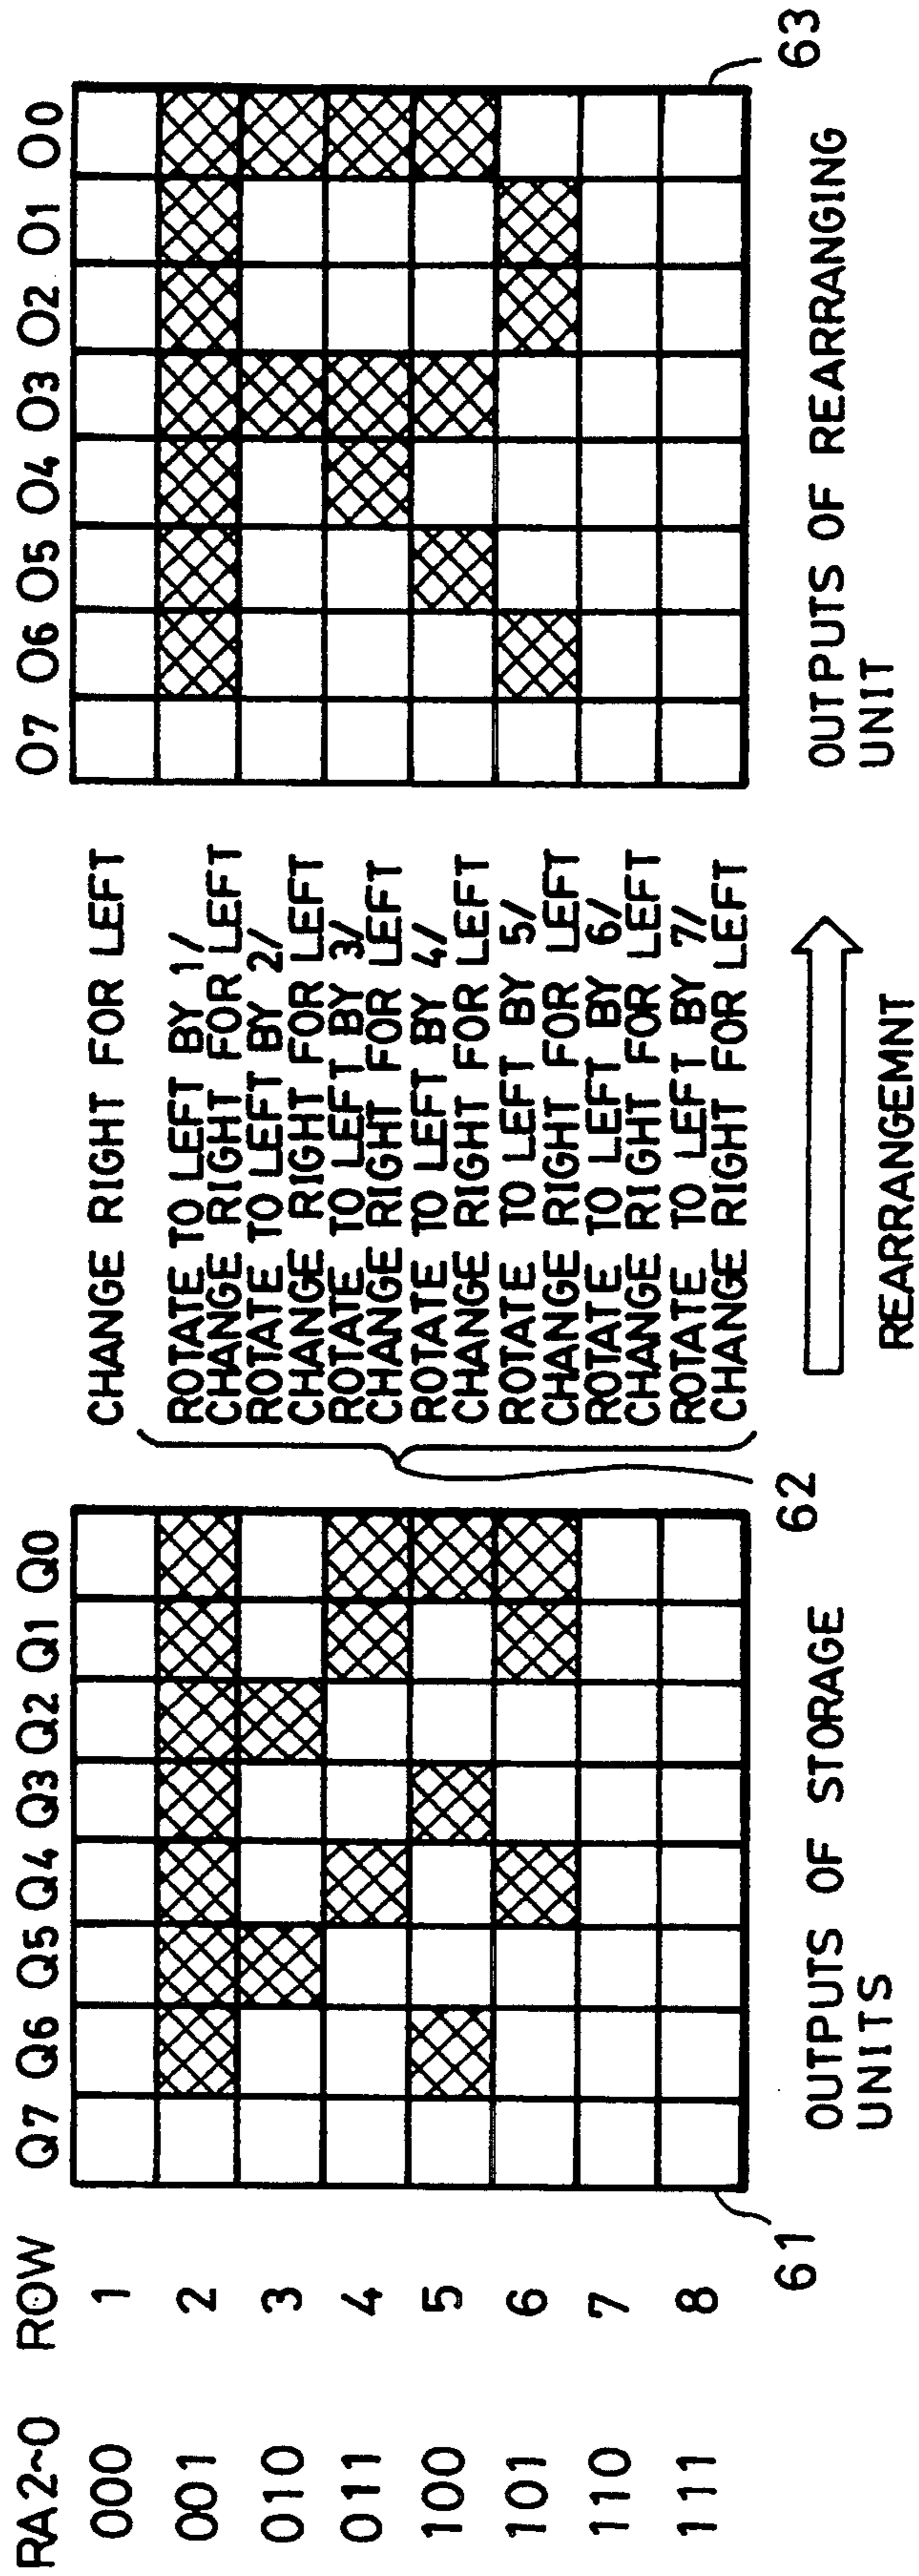 RA2~0 ROW Q7 Q6 Q5 Q4 Q3 Q2 Q1 Q0 O7 O6 O5 O4 O3 O2 O1 O0
000 1 CHANGE RIGHT FOR LEFT
001 2 ROTATE TO LEFT BY 1/
CHANGE RIGHT FOR LEFT
010 3 ROTATE TO LEFT BY 2/
CHANGE RIGHT FOR LEFT
011 4 ROTATE TO LEFT BY 3/
CHANGE RIGHT FOR LEFT
100 5 ROTATE TO LEFT BY 4/
CHANGE RIGHT FOR LEFT
101 6 ROTATE TO LEFT BY 5/
CHANGE RIGHT FOR LEFT
110 7 ROTATE TO LEFT BY 6/
CHANGE RIGHT FOR LEFT
111 8 ROTATE TO LEFT BY 7/
CHANGE RIGHT FOR LEFT
61
62
63
OUTPUTS OF STORAGE
UNITS
REARRANGEMNT
OUTPUTS OF REARRANGING
UNIT